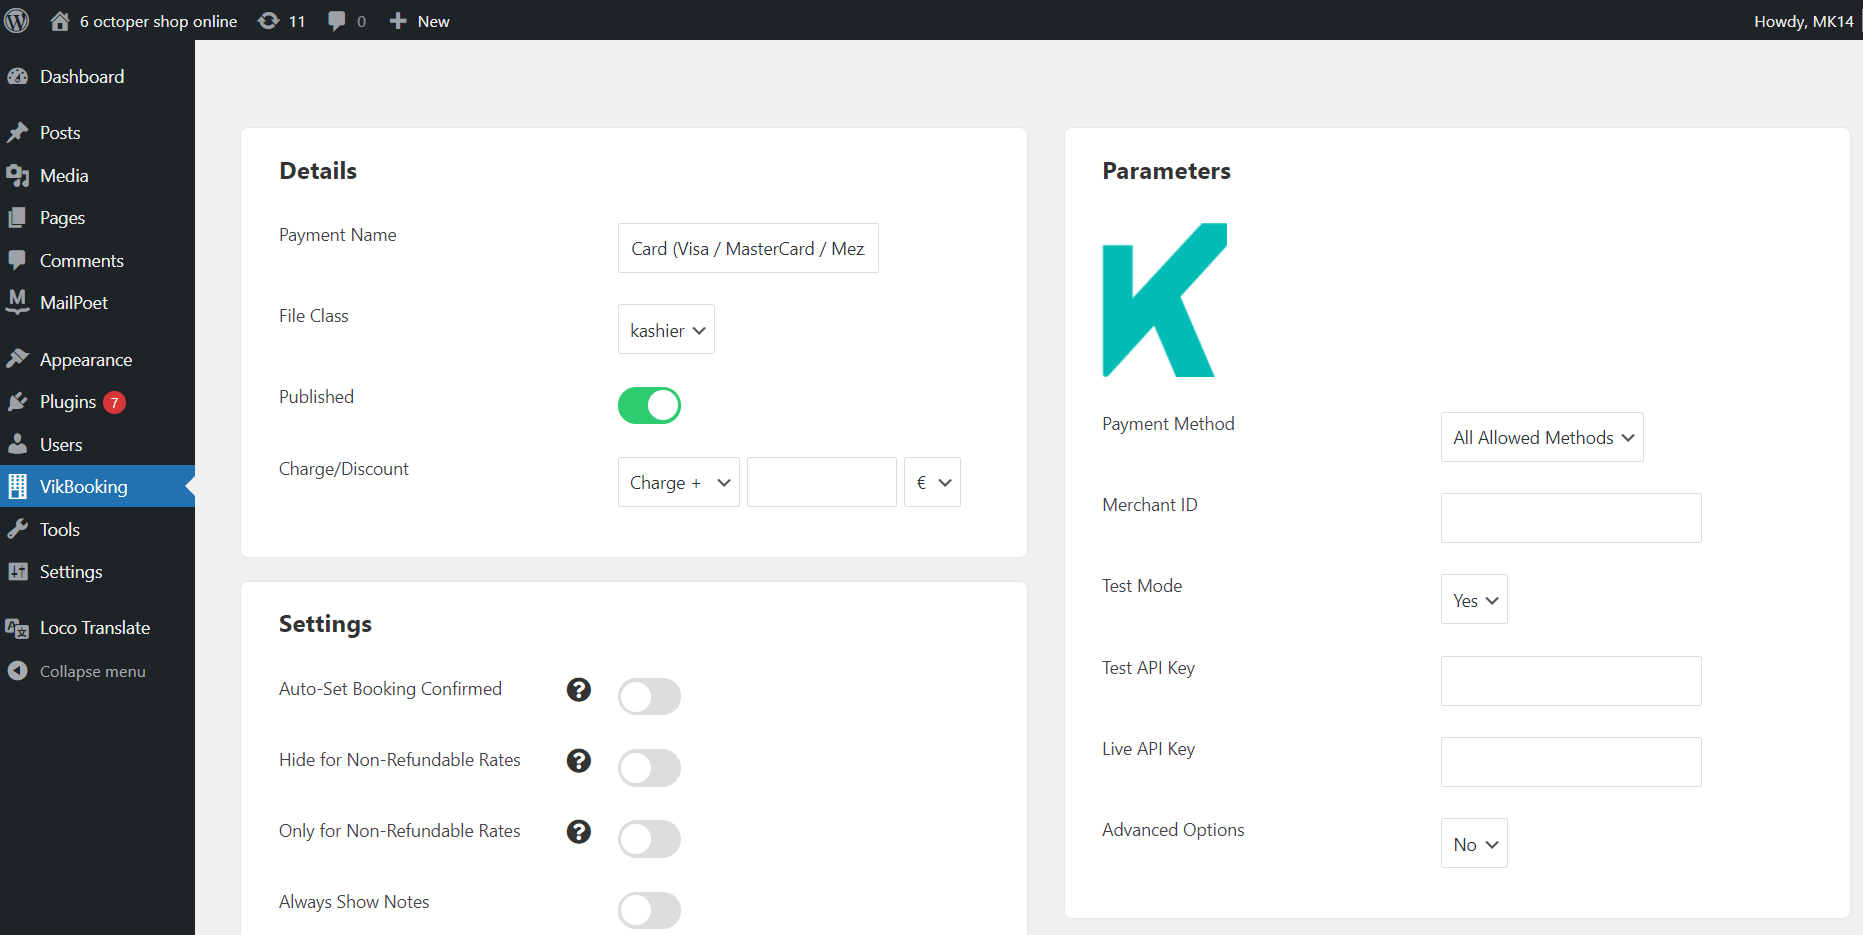 6 octoper shop online 11 0 New Howdy, MK14
Dashboard
Posts
Media
Pages
Comments
MailPoet
Appearance
Plugins 7
Users
VikBooking
Tools
Settings
Loco Translate
Collapse menu
Details
Payment Name Card (Visa / MasterCard / Mez
File Class kashier
Published
Charge/Discount Charge + €
Settings
Auto-Set Booking Confirmed ?
Hide for Non-Refundable Rates ?
Only for Non-Refundable Rates ?
Always Show Notes
Parameters
Payment Method All Allowed Methods
Merchant ID
Test Mode Yes
Test API Key
Live API Key
Advanced Options No